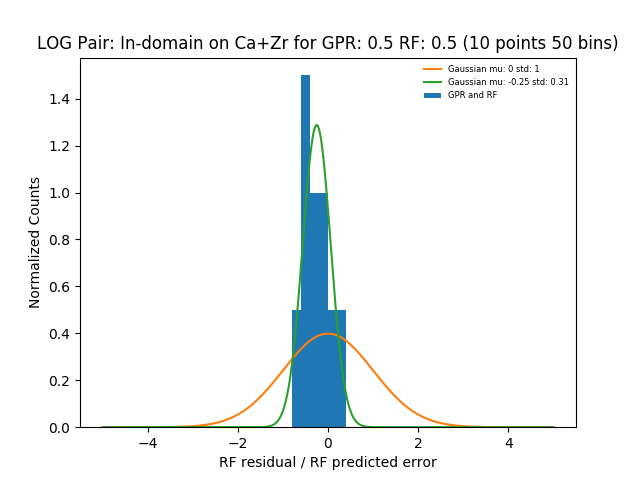 LOG Pair: In-domain on Ca+Zr for GPR: 0.5 RF: 0.5 (10 points 50 bins)
Gaussian mu: 0 std: 1
Gaussian mu: -0.25 std: 0.31
GPR and RF
Normalized Counts
1.4
1.2
1.0
0.8
0.6
0.4
0.2
0.0
−4 −2 0 2 4
RF residual / RF predicted error